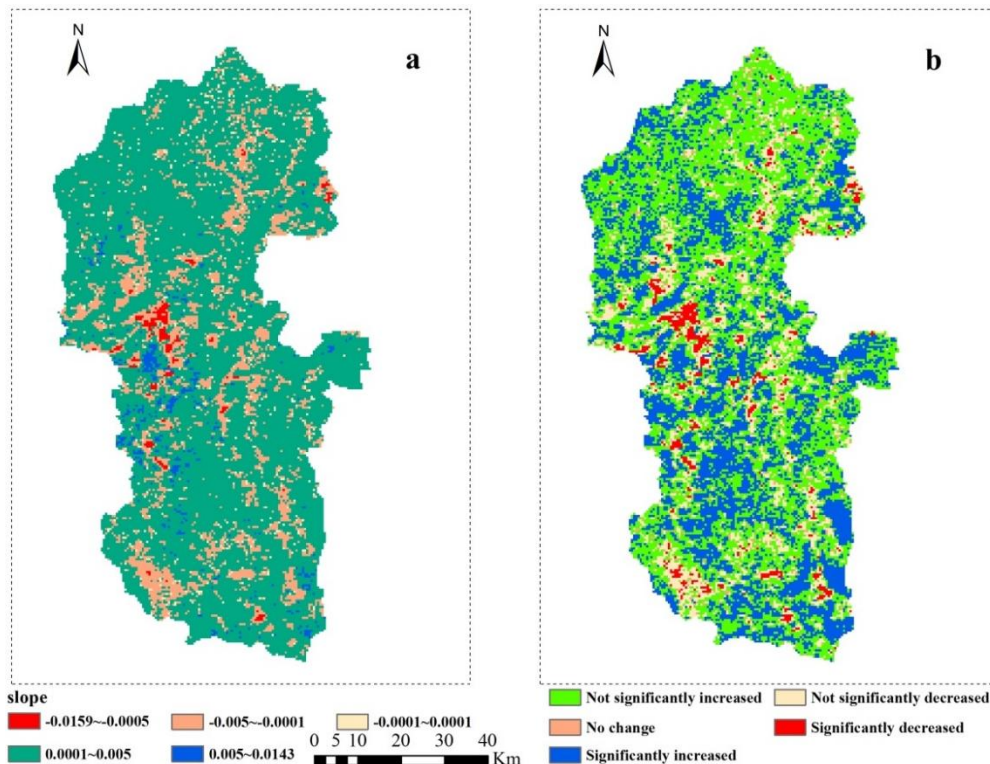 N
a
N
b
slope
-0.0159~-0.0005
-0.005~-0.0001
-0.0001~0.0001
0.0001~0.005
0.005~0.0143
0 5 10 20 30 40
Km
Not significantly increased
Not significantly decreased
No change
Significantly decreased
Significantly increased